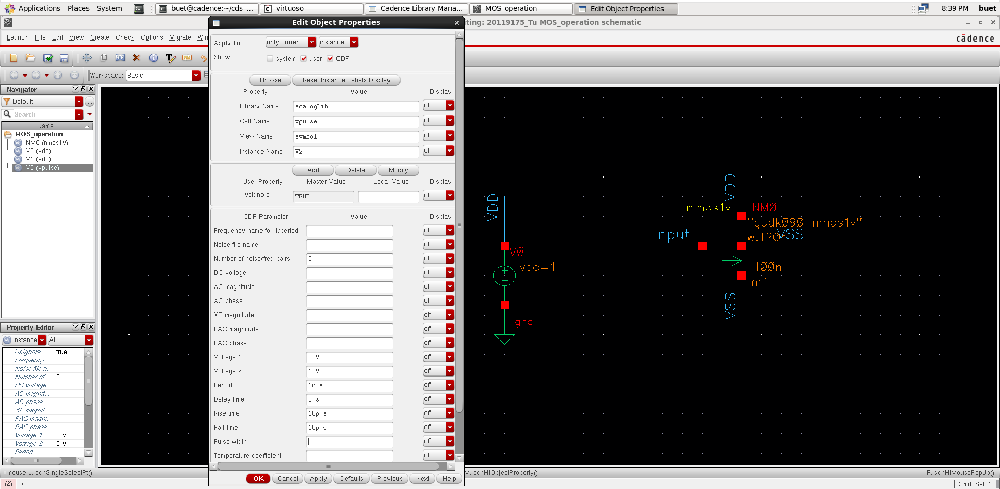 Applications Places System buet@cadence:~/cds_... virtuoso Cadence Library Mana... MOS_operation Edit Object Properties 8:39 PM buet
iting: 20119175_Tu MOS_operation schematic
Launch File Edit View Create Check Options Migrate Win
cādence
Workspace: Basic
Navigator
Default
Search
Name
MOS_operation
NM0 (nmos1v)
V0 (vdc)
V1 (vdc)
V2 (vpulse)
Property Editor
instance All
lvsIgnore true
Frequency ...
Noise file n...
Number of ... 0
DC voltage
AC magnit...
AC phase
XF magnit...
PAC magni...
PAC phase
Voltage 1 0 V
Voltage 2 0 V
Period
Edit Object Properties
Apply To only current instance
Show system user CDF
Browse Reset Instance Labels Display
Property Value Display
Library Name analogLib off
Cell Name vpulse off
View Name symbol off
Instance Name V2 off
Add Delete Modify
User Property Master Value Local Value Display
lvsIgnore TRUE off
CDF Parameter Value Display
Frequency name for 1/period off
Noise file name off
Number of noise/freq pairs 0 off
DC voltage off
AC magnitude off
AC phase off
XF magnitude off
PAC magnitude off
PAC phase off
Voltage 1 0 V off
Voltage 2 1 V off
Period 1u s off
Delay time 0 s off
Rise time 10p s off
Fall time 10p s off
Pulse width off
Temperature coefficient 1 off
OK Cancel Apply Defaults Previous Next Help
VDD
V0
vdc=1
gnd
VDD
nmos1v NM0
"gpdk090_nmos1v"
input
w:120n
VSS
l:100n
m:1
VSS
mouse L: schSingleSelectPt() M: schHiObjectProperty() R: schHiMousePopUp()
1(2) > Cmd: Sel: 1